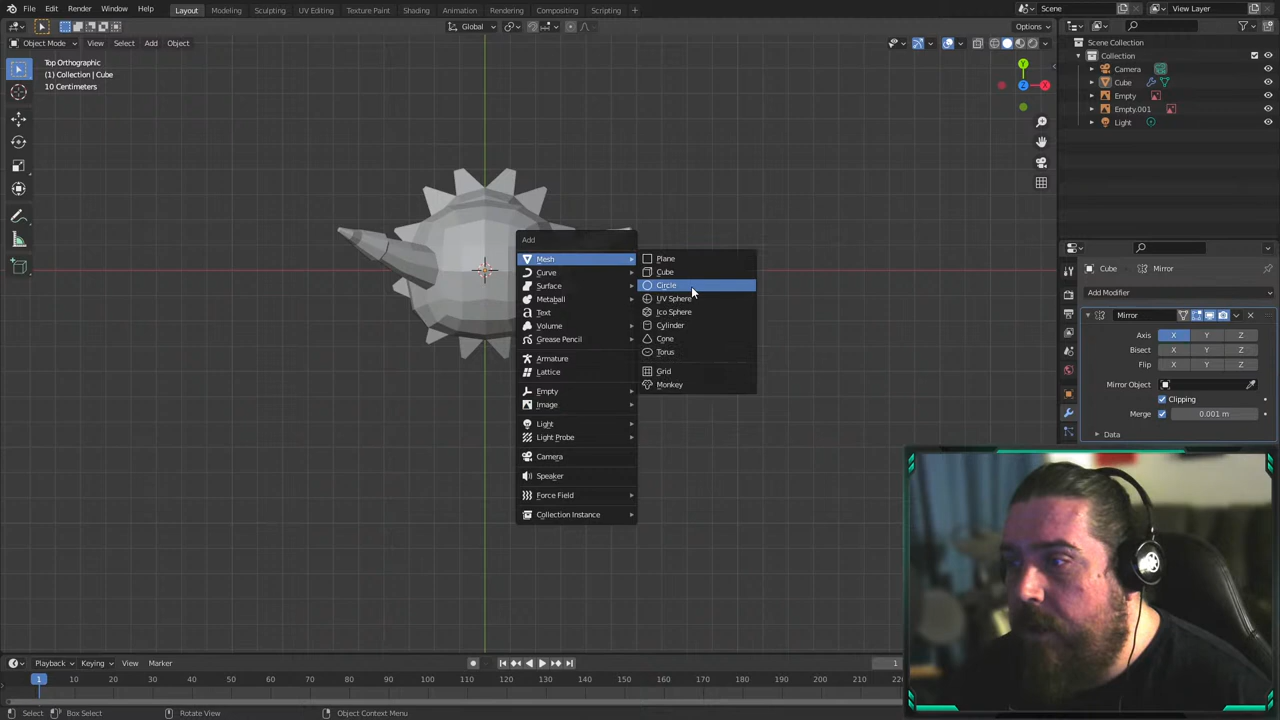 File Edit Render Window Help Layout Modeling Sculpting UV Editing Texture Paint Shading Animation Rendering Compositing Scripting + Scene View Layer
Global Options
Object Mode View Select Add Object
Top Orthographic
(1) Collection | Cube
10 Centimeters
Y
Z
X
Scene Collection
Collection
Camera
Cube
Empty
Empty.001
Light
Add
Mesh
Curve
Surface
Metaball
Text
Volume
Grease Pencil
Armature
Lattice
Empty
Image
Light
Light Probe
Camera
Speaker
Force Field
Collection Instance
Plane
Cube
Circle
UV Sphere
Ico Sphere
Cylinder
Cone
Torus
Grid
Monkey
Cube Mirror
Add Modifier
Mirror
Axis X Y Z
Bisect X Y Z
Flip X Y Z
Mirror Object
Clipping
Merge 0.001 m
Data
Playback Keying View Marker 1
1 10 20 30 40 50 60 70 80 90 100 110 120 130 140 150 160 170 180 190 200 210 220
Select Box Select Rotate View Object Context Menu